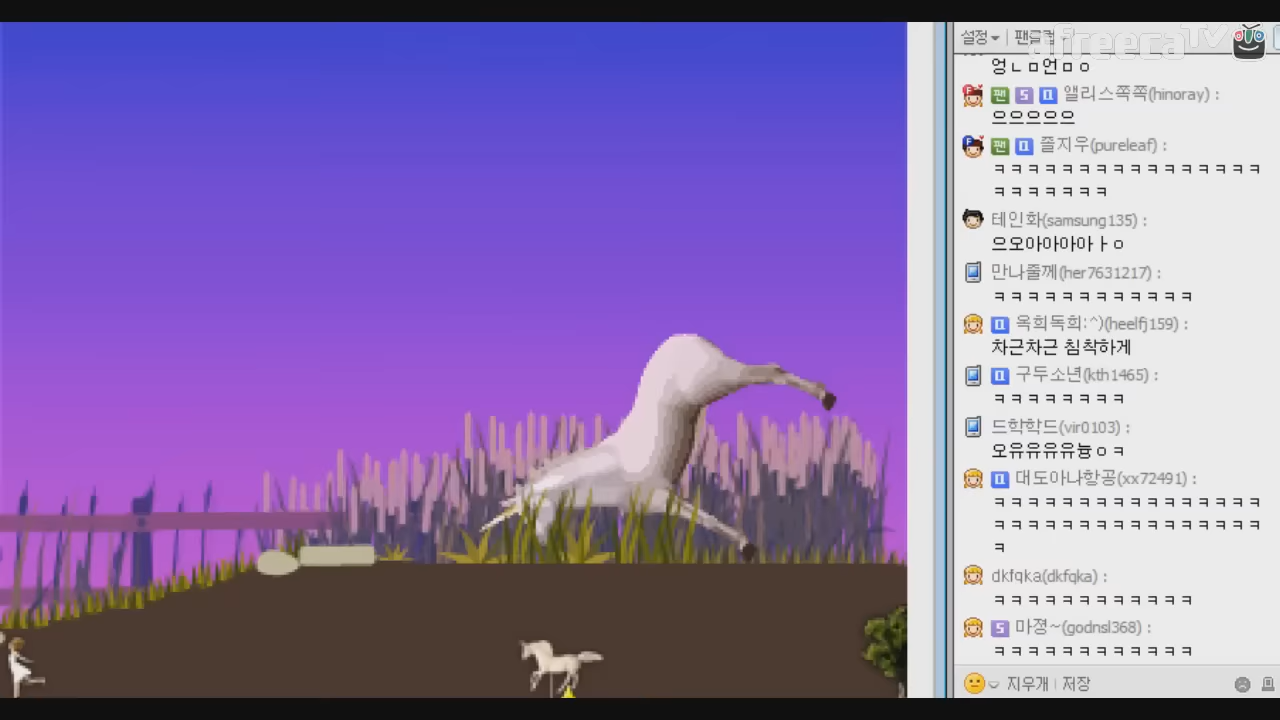 설정
팬클럽
afreecaTV
엉ㄴㅁ언ㅁㅇ
팬 S 앨리스쪽쪽(hinoray) :
으으으으으
팬 졸지우(pureleaf) :
ㅋㅋㅋㅋㅋㅋㅋㅋㅋㅋㅋㅋㅋㅋㅋㅋ
ㅋㅋㅋㅋㅋㅋㅋ
테인화(samsung135) :
으오아아아아ㅏㅇ
만나줄께(her7631217) :
ㅋㅋㅋㅋㅋㅋㅋㅋㅋㅋㅋㅋ
옥희독희:^)(heelfj159) :
차근차근 침착하게
구두소년(kth1465) :
ㅋㅋㅋㅋㅋㅋㅋㅋ
드학학드(vir0103) :
오유유유유늏ㅇㅋ
대도아나항공(xx72491) :
ㅋㅋㅋㅋㅋㅋㅋㅋㅋㅋㅋㅋㅋㅋㅋㅋ
ㅋㅋㅋㅋㅋㅋㅋㅋㅋㅋㅋㅋㅋㅋㅋㅋ
ㅋ
dkfqka(dkfqka) :
ㅋㅋㅋㅋㅋㅋㅋㅋㅋㅋㅋㅋ
S 마졍~(godnsl368) :
ㅋㅋㅋㅋㅋㅋㅋㅋㅋㅋㅋㅋ
지우개 저장